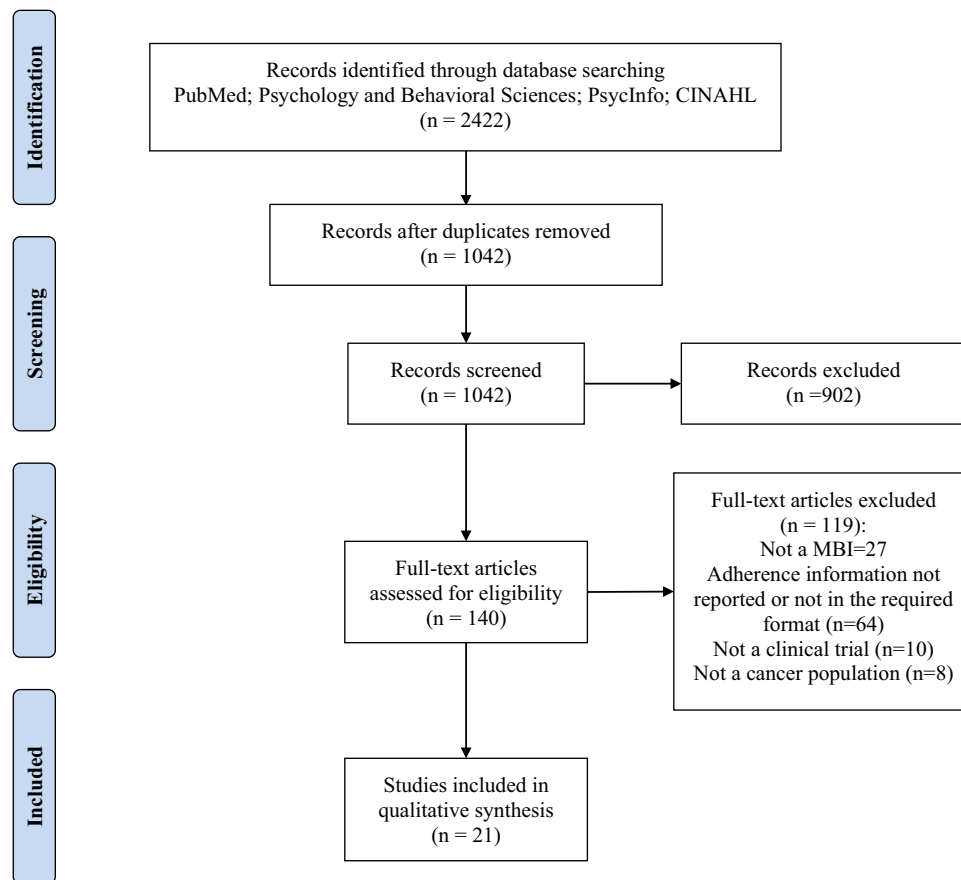 Identification
Records identified through database searching
PubMed; Psychology and Behavioral Sciences; PsycInfo; CINAHL
(n = 2422)
Records after duplicates removed
(n = 1042)
Screening
Records screened
(n = 1042)
Records excluded
(n =902)
Eligibility
Full-text articles
assessed for eligibility
(n = 140)
Full-text articles excluded
(n = 119):
Not a MBI=27
Adherence information not
reported or not in the required
format (n=64)
Not a clinical trial (n=10)
Not a cancer population (n=8)
Included
Studies included in
qualitative synthesis
(n = 21)